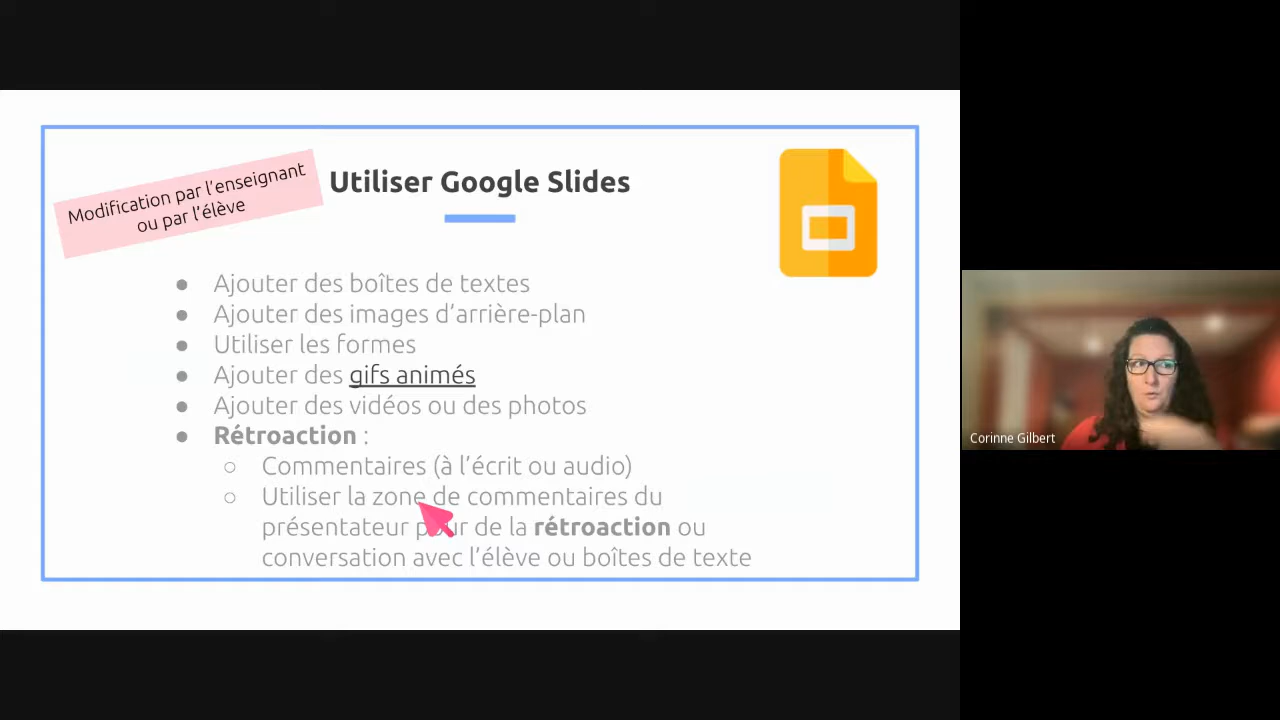 Modification par l'enseignant
ou par l'élève
Utiliser Google Slides
● Ajouter des boîtes de textes
● Ajouter des images d'arrière-plan
● Utiliser les formes
● Ajouter des gifs animés
● Ajouter des vidéos ou des photos
● Rétroaction :
○ Commentaires (à l'écrit ou audio)
○ Utiliser la zone de commentaires du
présentateur pour de la rétroaction ou
conversation avec l'élève ou boîtes de texte
Corinne Gilbert